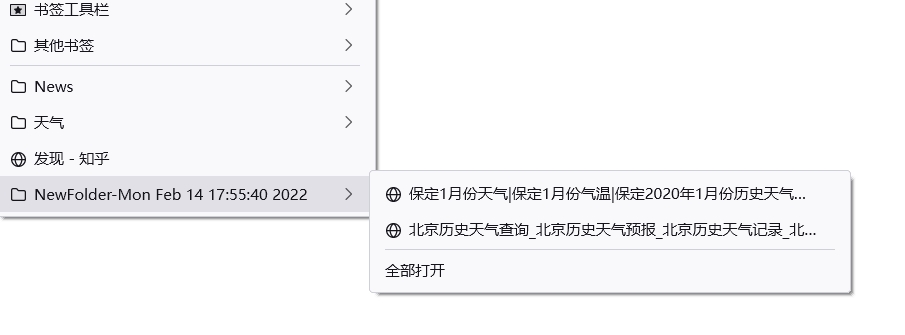 书签工具栏
其他书签
News
天气
发现 - 知乎
NewFolder-Mon Feb 14 17:55:40 2022
保定1月份天气|保定1月份气温|保定2020年1月份历史天气...
北京历史天气查询_北京历史天气预报_北京历史天气记录_北...
全部打开